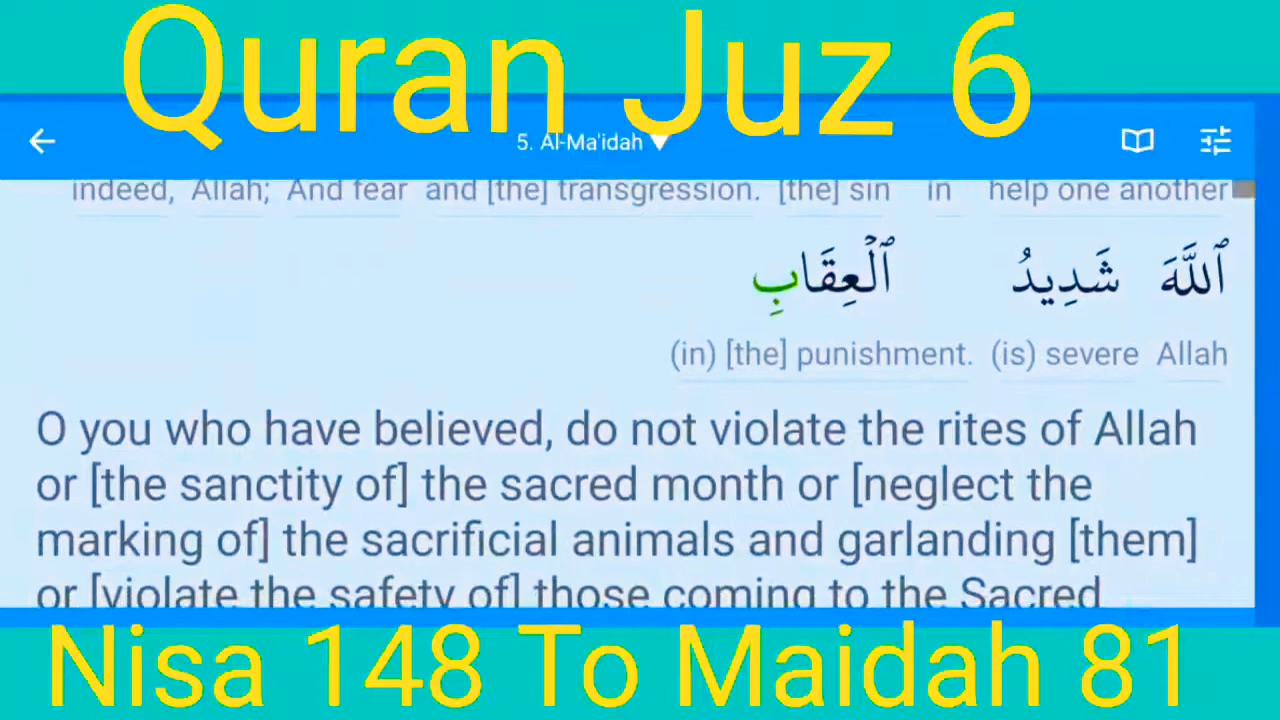 Quran Juz 6
5. Al-Ma'idah
indeed, Allah; And fear and [the] transgression. [the] sin in help one another
ٱللَّهَ شَدِيدُ ٱلْعِقَابِ
(in) [the] punishment. (is) severe Allah
O you who have believed, do not violate the rites of Allah
or [the sanctity of] the sacred month or [neglect the
marking of] the sacrificial animals and garlanding [them]
or [violate the safety of] those coming to the Sacred
Nisa 148 To Maidah 81